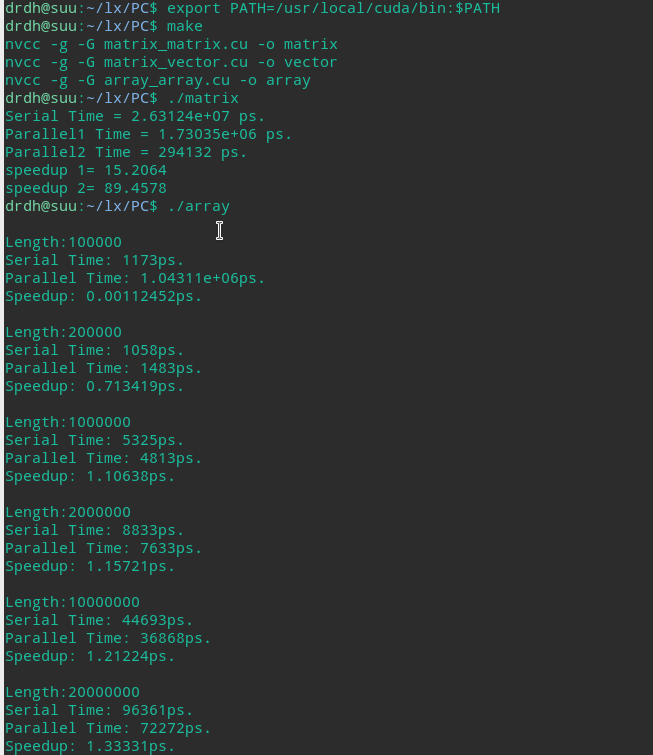 drdh@suu:~/lx/PC$ export PATH=/usr/local/cuda/bin:$PATH
drdh@suu:~/lx/PC$ make
nvcc -g -G matrix_matrix.cu -o matrix
nvcc -g -G matrix_vector.cu -o vector
nvcc -g -G array_array.cu -o array
drdh@suu:~/lx/PC$ ./matrix
Serial Time = 2.63124e+07 ps.
Parallel1 Time = 1.73035e+06 ps.
Parallel2 Time = 294132 ps.
speedup 1= 15.2064
speedup 2= 89.4578
drdh@suu:~/lx/PC$ ./array
Length:100000
Serial Time: 1173ps.
Parallel Time: 1.04311e+06ps.
Speedup: 0.00112452ps.
Length:200000
Serial Time: 1058ps.
Parallel Time: 1483ps.
Speedup: 0.713419ps.
Length:1000000
Serial Time: 5325ps.
Parallel Time: 4813ps.
Speedup: 1.10638ps.
Length:2000000
Serial Time: 8833ps.
Parallel Time: 7633ps.
Speedup: 1.15721ps.
Length:10000000
Serial Time: 44693ps.
Parallel Time: 36868ps.
Speedup: 1.21224ps.
Length:20000000
Serial Time: 96361ps.
Parallel Time: 72272ps.
Speedup: 1.33331ps.